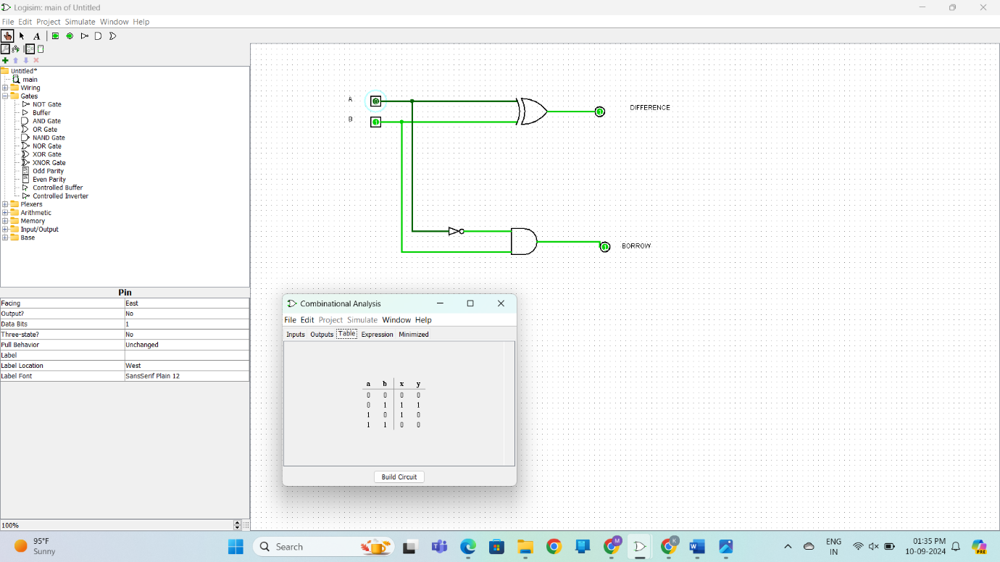 Logisim: main of Untitled
File Edit Project Simulate Window Help
A
Untitled*
main
Wiring
Gates
NOT Gate
Buffer
AND Gate
OR Gate
NAND Gate
NOR Gate
XOR Gate
XNOR Gate
Odd Parity
Even Parity
Controlled Buffer
Controlled Inverter
Plexers
Arithmetic
Memory
Input/Output
Base
Pin
Facing East
Output? No
Data Bits 1
Three-state? No
Pull Behavior Unchanged
Label
Label Location West
Label Font SansSerif Plain 12
100%
A 0
B 1
1 DIFFERENCE
1 BORROW
Combinational Analysis
File Edit Project Simulate Window Help
Inputs Outputs Table Expression Minimized
a b x y
0 0 0 0
0 1 1 1
1 0 1 0
1 1 0 0
Build Circuit
95°F
Sunny
Search
M
K
ENG
IN
01:35 PM
10-09-2024
PRE